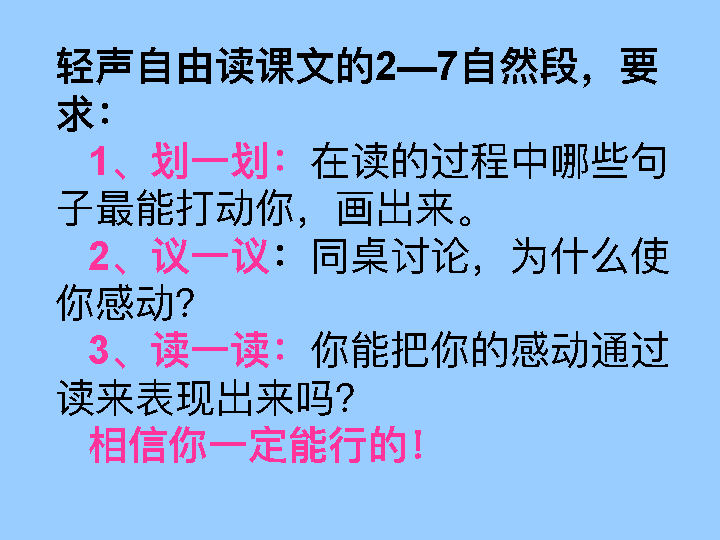 轻声自由读课文的2—7自然段，要
求：
1、划一划：在读的过程中哪些句
子最能打动你，画出来。
2、议一议：同桌讨论，为什么使
你感动？
3、读一读：你能把你的感动通过
读来表现出来吗？
相信你一定能行的！